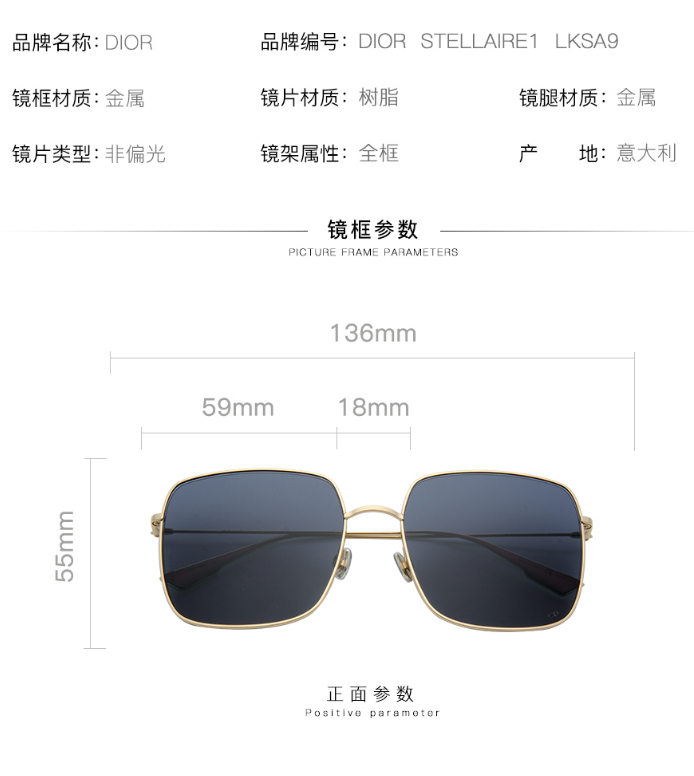 品牌名称: DIOR 品牌编号: DIOR STELLAIRE1 LKSA9
镜框材质: 金属 镜片材质: 树脂 镜腿材质: 金属
镜片类型: 非偏光 镜架属性: 全框 产 地: 意大利
镜框参数
PICTURE FRAME PARAMETERS
136mm
59mm 18mm
55mm
正面参数
Positive parameter